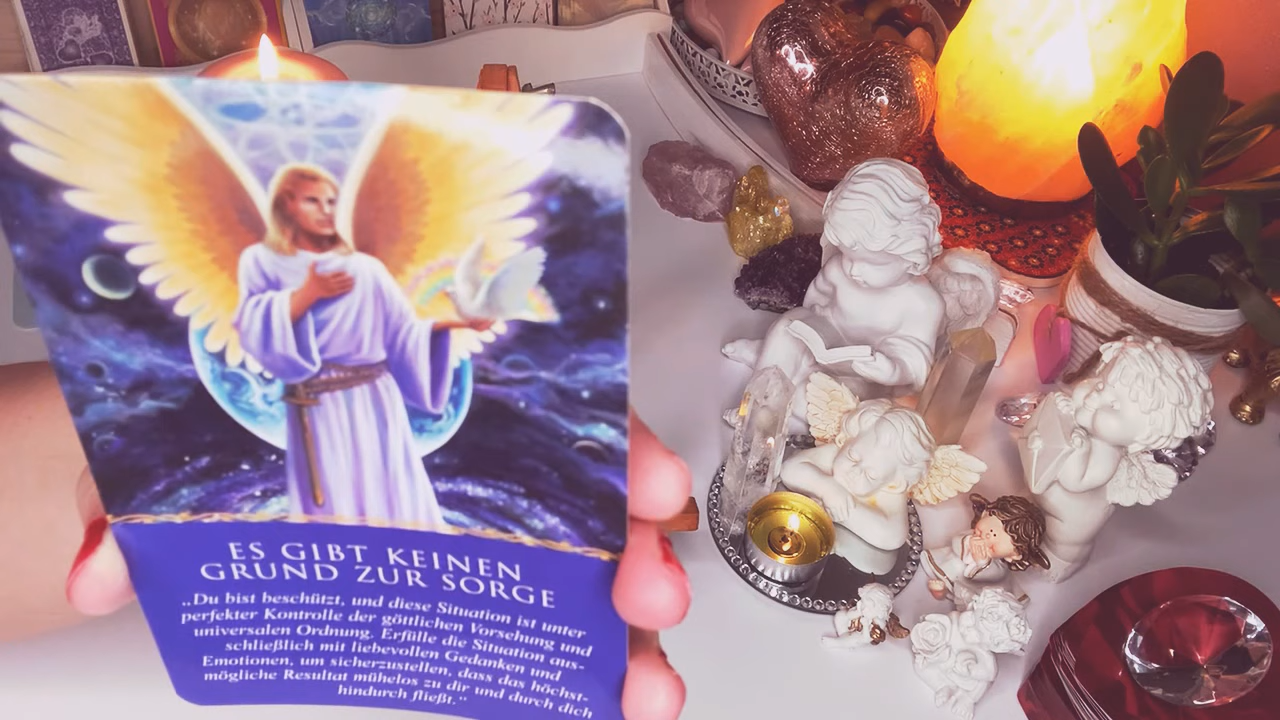 ES GIBT KEINEN
GRUND ZUR SORGE
„Du bist beschützt, und diese Situation ist unter
perfekter Kontrolle der göttlichen Vorsehung und
universalen Ordnung. Erfülle die Situation aus-
schließlich mit liebevollen Gedanken und
Emotionen, um sicherzustellen, dass das höchst-
mögliche Resultat mühelos zu dir und durch dich
hindurch fließt.“